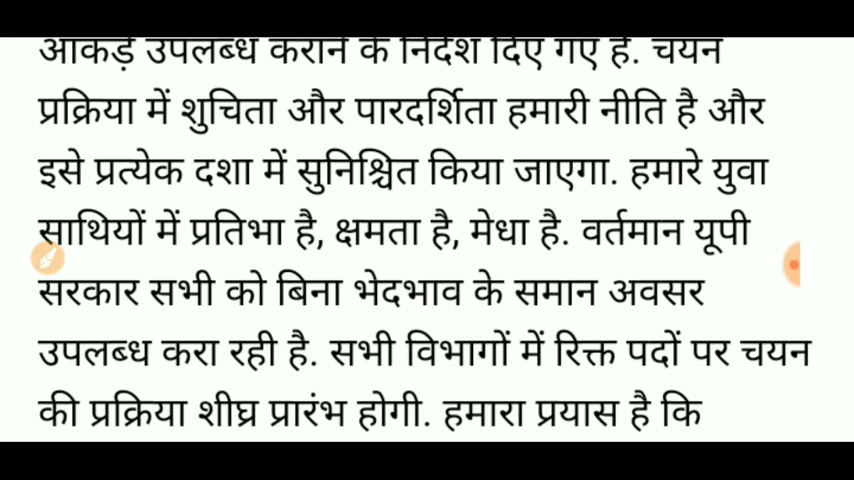 आंकड़े उपलब्ध कराने के निर्देश दिए गए हैं. चयन
प्रक्रिया में शुचिता और पारदर्शिता हमारी नीति है और
इसे प्रत्येक दशा में सुनिश्चित किया जाएगा. हमारे युवा
साथियों में प्रतिभा है, क्षमता है, मेधा है. वर्तमान यूपी
सरकार सभी को बिना भेदभाव के समान अवसर
उपलब्ध करा रही है. सभी विभागों में रिक्त पदों पर चयन
की प्रक्रिया शीघ्र प्रारंभ होगी. हमारा प्रयास है कि